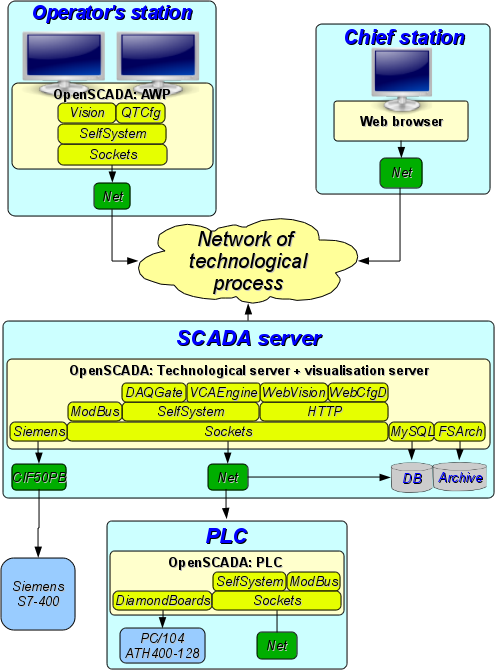 Operator's station
OpenSCADA: AWP
Vision QTCfg
SelfSystem
Sockets
Net
Chief station
Web browser
Net
Network of
technological
process
SCADA server
OpenSCADA: Technological server + visualisation server
DAQGate VCAEngine WebVision WebCfgD
ModBus SelfSystem HTTP
Siemens Sockets MySQL FSArch
CIF50PB Net DB Archive
Siemens
S7-400
PLC
OpenSCADA: PLC
SelfSystem ModBus
DiamondBoards Sockets
PC/104
ATH400-128
Net